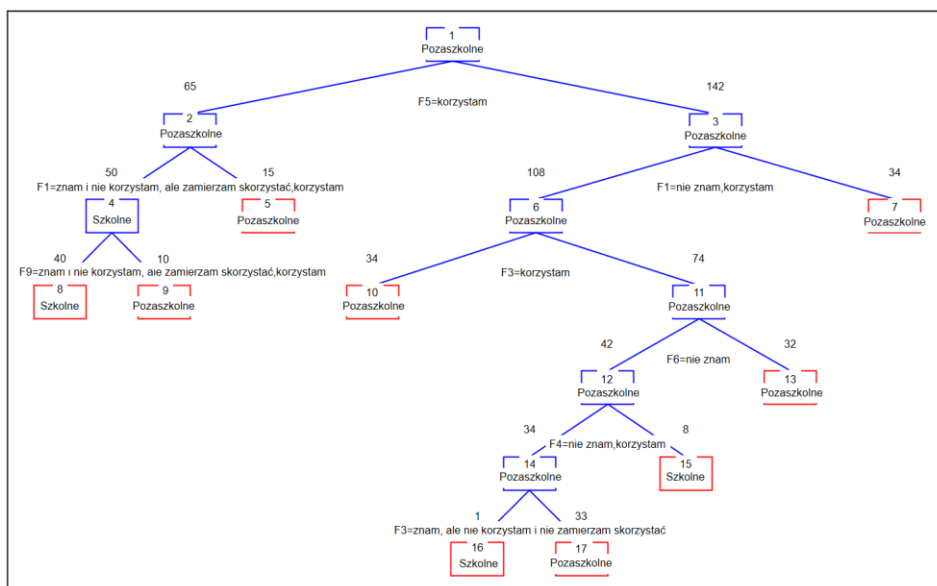 1
Pozaszkolne
65
142
F5=korzystam
2
Pozaszkolne
3
Pozaszkolne
50
15
F1=znam i nie korzystam, ale zamierzam skorzystać,korzystam
108
34
F1=nie znam,korzystam
4
Szkolne
5
Pozaszkolne
6
Pozaszkolne
7
Pozaszkolne
40
10
F9=znam i nie korzystam, ale zamierzam skorzystać,korzystam
34
74
F3=korzystam
8
Szkolne
9
Pozaszkolne
10
Pozaszkolne
11
Pozaszkolne
42
32
F6=nie znam
12
Pozaszkolne
13
Pozaszkolne
34
8
F4=nie znam,korzystam
14
Pozaszkolne
15
Szkolne
1
33
F3=znam, ale nie korzystam i nie zamierzam skorzystać
16
Szkolne
17
Pozaszkolne